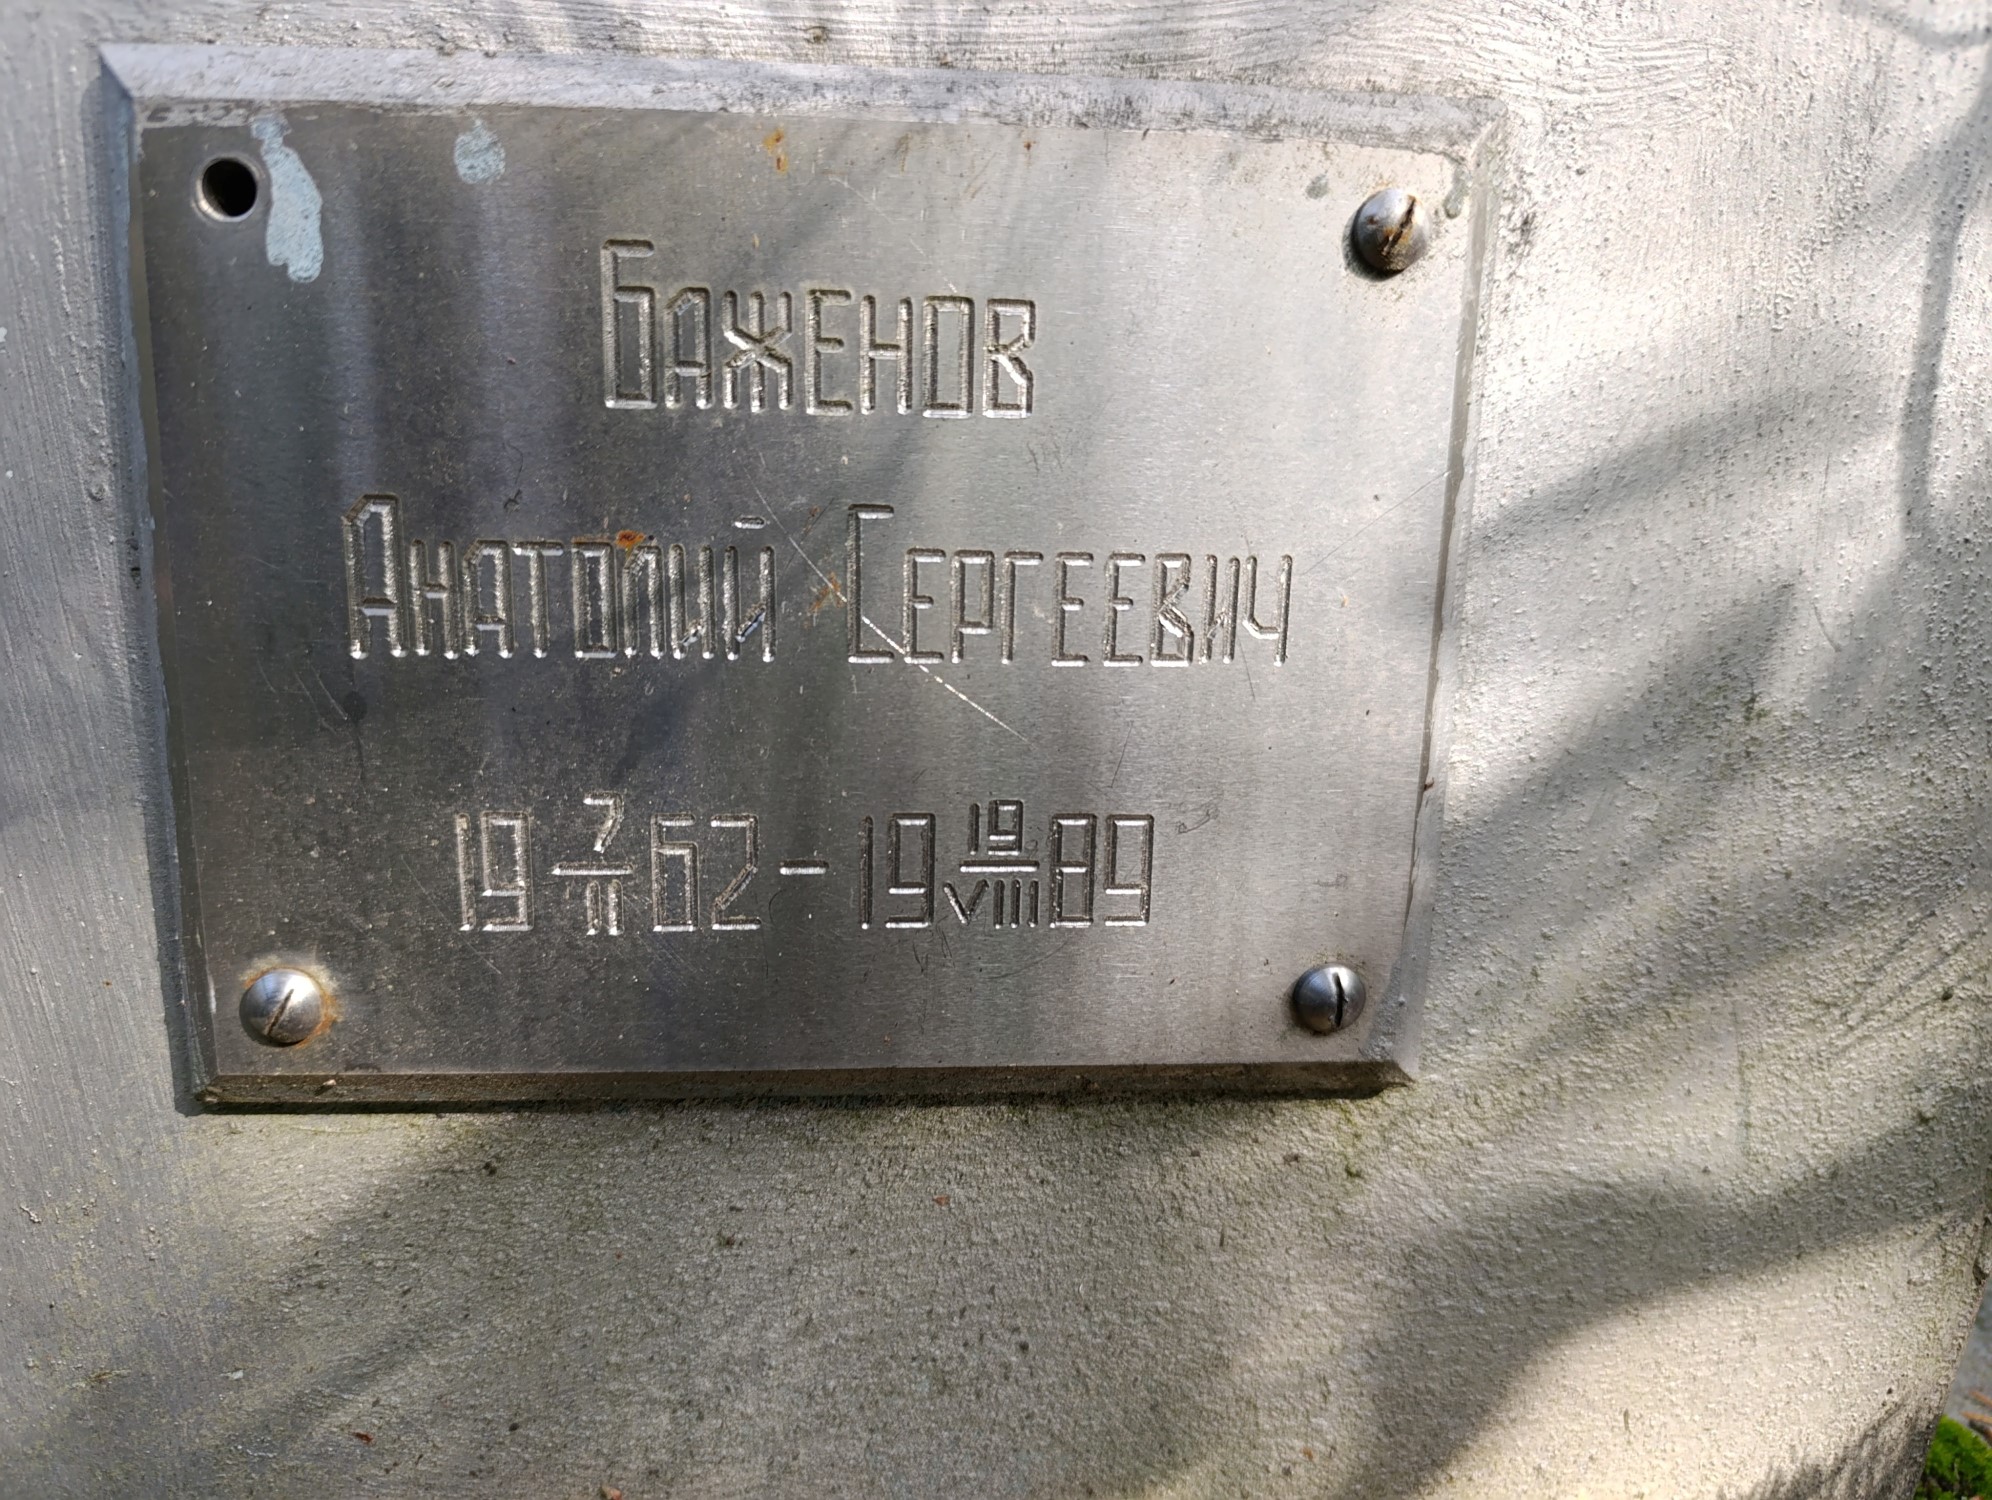 Баженов
Анатолий Сергеевич
19 7/II 62 - 19 19/VIII 89